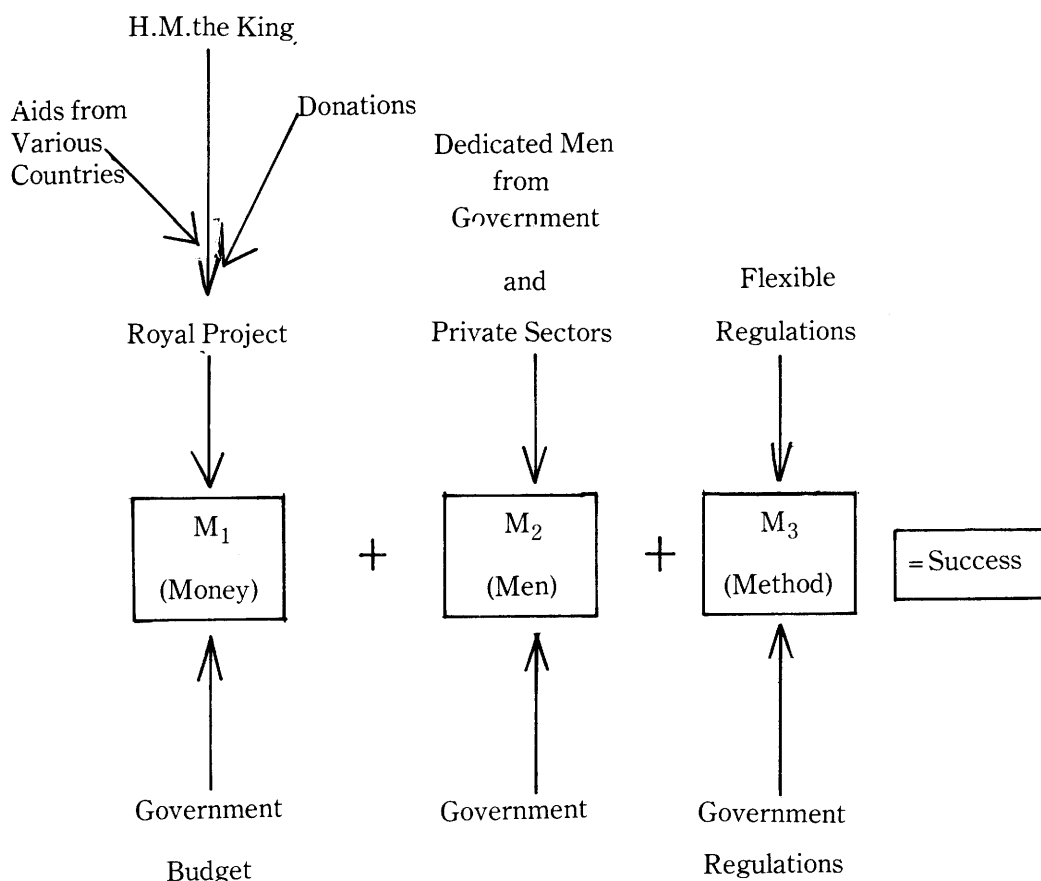 H.M.the King
Aids from
Various
Countries
Donations
Dedicated Men
from
Government
and
Private Sectors
Flexible
Regulations
Royal Project
M₁
(Money)
+
M₂
(Men)
+
M₃
(Method)
= Success
Government
Budget
Government
Government
Regulations